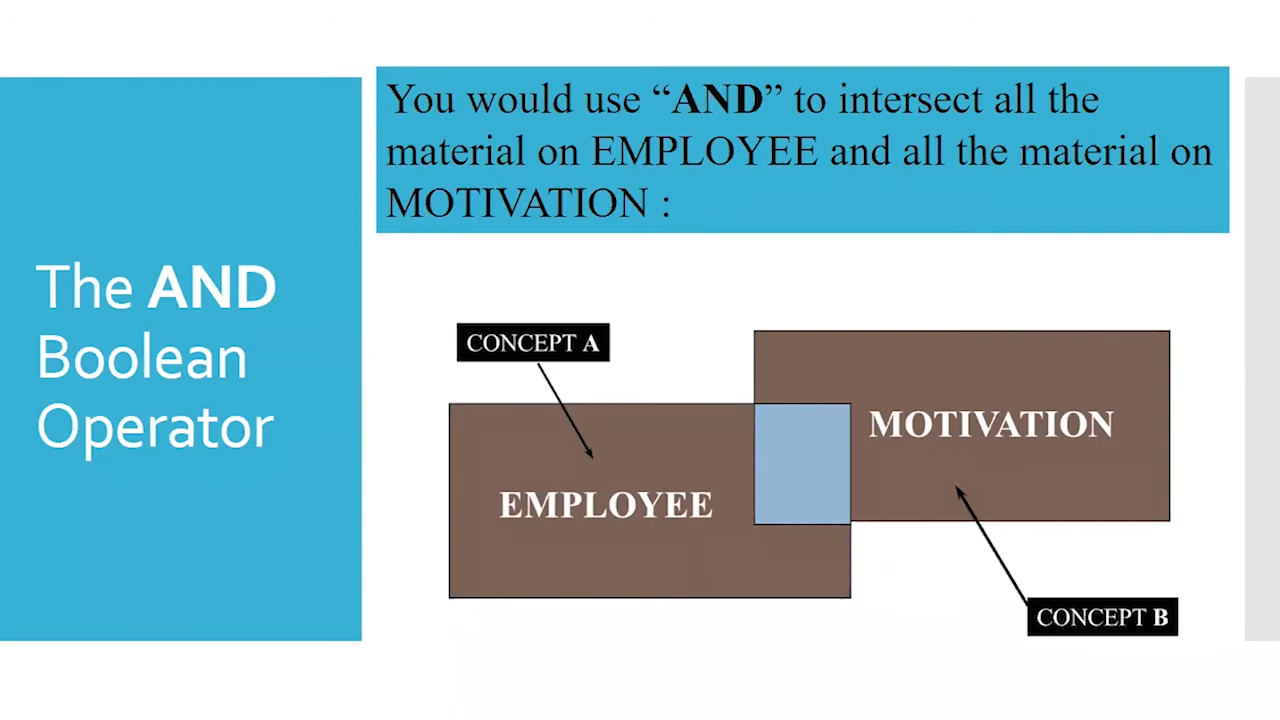 The AND
Boolean
Operator
You would use “AND” to intersect all the
material on EMPLOYEE and all the material on
MOTIVATION :
CONCEPT A
MOTIVATION
EMPLOYEE
CONCEPT B